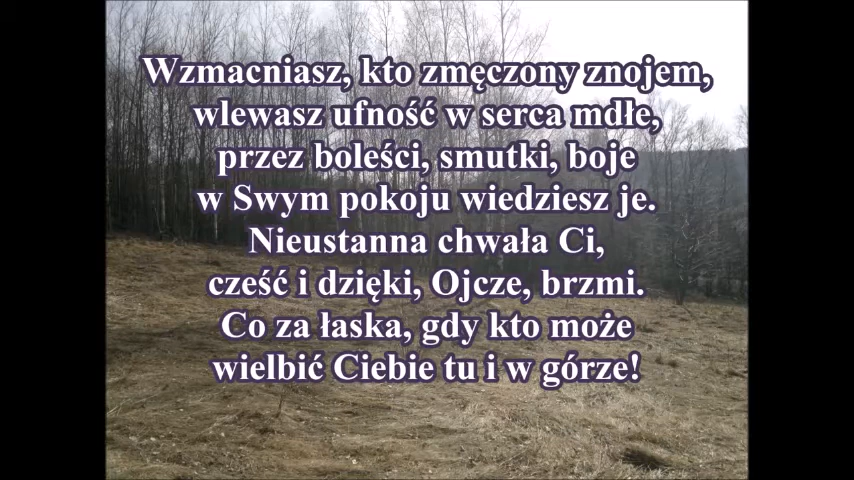 Wzmacniasz, kto zmęczony znojem,
wlewasz ufność w serca mdłe,
przez boleści, smutki, boje
w Swym pokoju wiedziesz je.
Nieustanna chwała Ci,
cześć i dzięki, Ojcze, brzmi.
Co za łaska, gdy kto może
wielbić Ciebie tu i w górze!